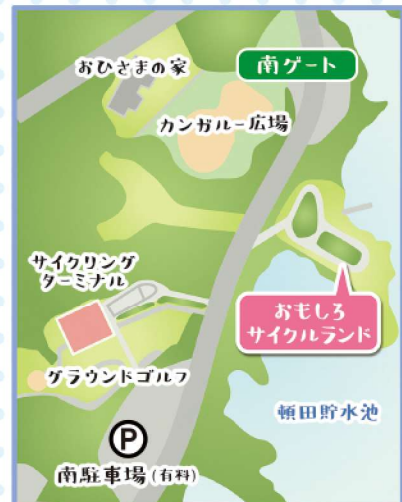 おひさまの家
南ゲート
カンガルー広場
サイクリング
ターミナル
おもしろ
サイクルランド
グラウンドゴルフ
頓田貯水池
P
南駐車場(有料)